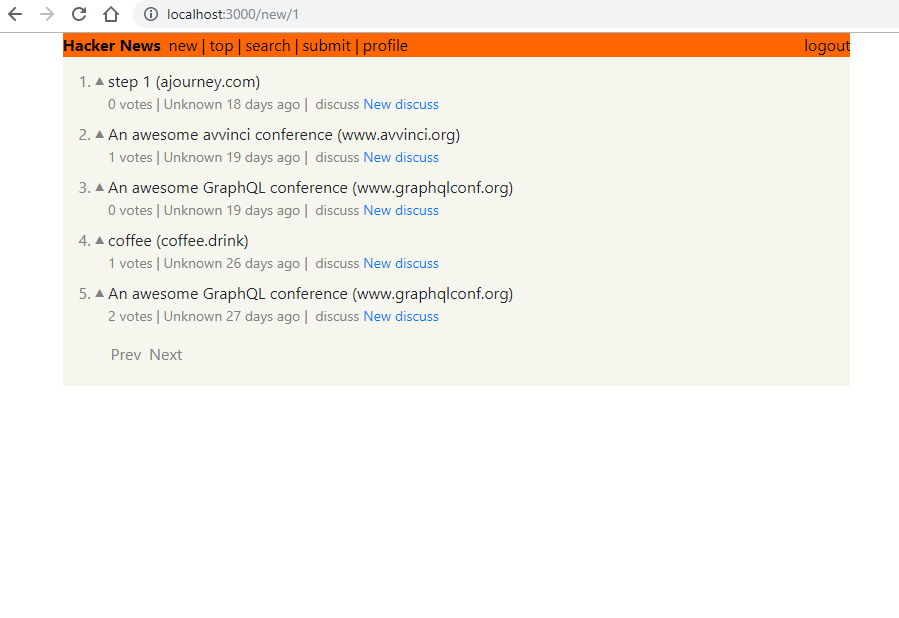 localhost:3000/new/1
Hacker News new | top | search | submit | profile logout
1. ▲ step 1 (ajourney.com)
0 votes | Unknown 18 days ago | discuss New discuss
2. ▲ An awesome avvinci conference (www.avvinci.org)
1 votes | Unknown 19 days ago | discuss New discuss
3. ▲ An awesome GraphQL conference (www.graphqlconf.org)
0 votes | Unknown 19 days ago | discuss New discuss
4. ▲ coffee (coffee.drink)
1 votes | Unknown 26 days ago | discuss New discuss
5. ▲ An awesome GraphQL conference (www.graphqlconf.org)
2 votes | Unknown 27 days ago | discuss New discuss
Prev Next